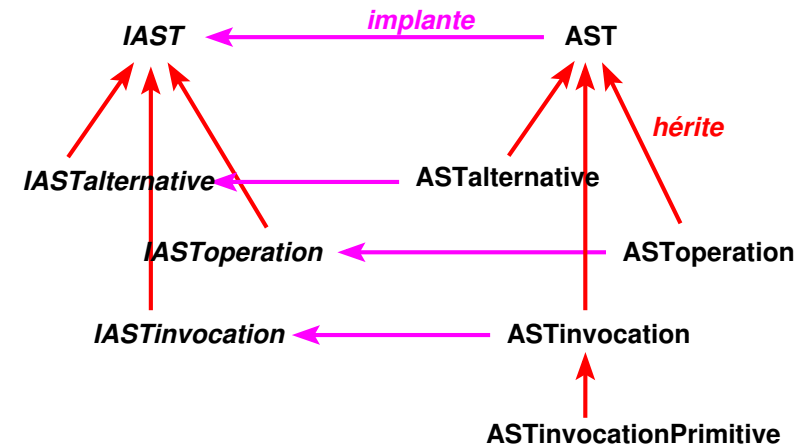 implante
IAST
AST
hérite
IASTalternative
ASTalternative
IASToperation
ASToperation
IASTinvocation
ASTinvocation
ASTinvocationPrimitive